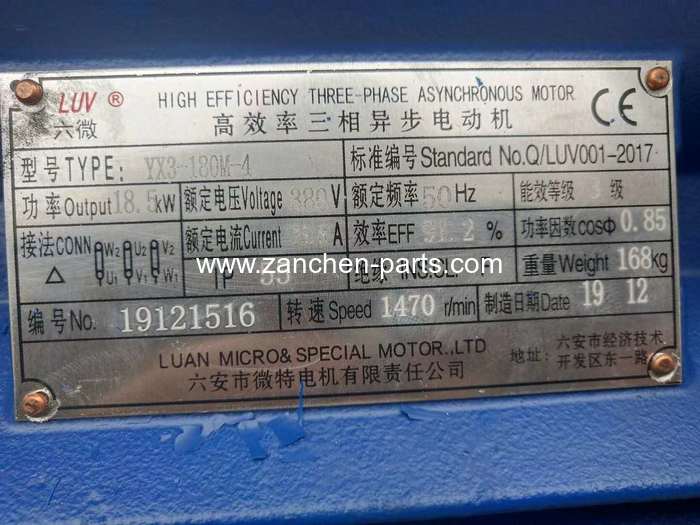 LUV ® HIGH EFFICIENCY THREE-PHASE ASYNCHRONOUS MOTOR CE
六微 高效率三相异步电动机
型号TYPE: YX3-180M-4 标准编号Standard No.Q/LUV001-2017
功率Output 18.5kW 额定电压Voltage 380V 额定频率 50Hz 能效等级 3 级
接法CONN W2 U2 V2 额定电流Current A 效率EFF % 功率因数cosΦ 0.85
△ U1 V1 W1 IP 55 绝缘 INS.CL. 重量Weight 168kg
www.zanchen-parts.com
编号No. 19121516 转速Speed 1470 r/min 制造日期Date 19 12
LUAN MICRO& SPECIAL MOTOR.,LTD 地址: 六安市经济技术
六安市微特电机有限责任公司 开发区东一路